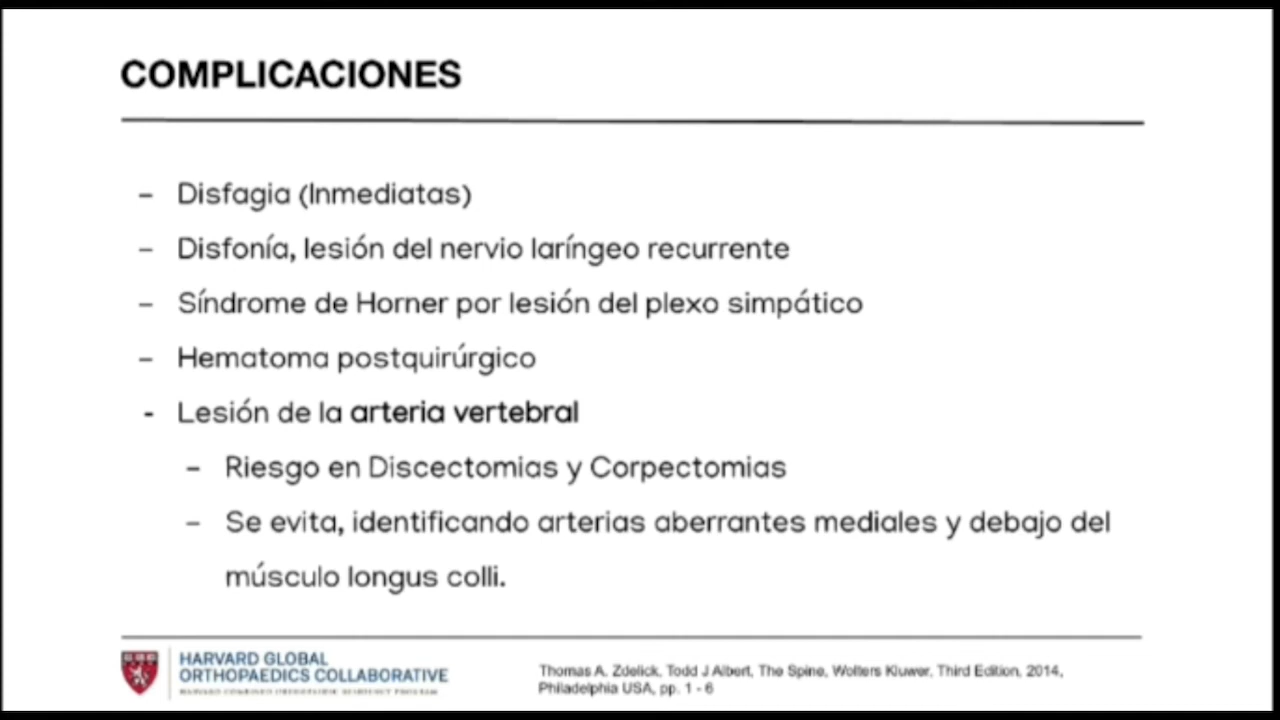 COMPLICACIONES
- Disfagia (Inmediatas)
- Disfonía, lesión del nervio laríngeo recurrente
- Síndrome de Horner por lesión del plexo simpático
- Hematoma postquirúrgico
- Lesión de la arteria vertebral
- Riesgo en Discectomias y Corpectomias
- Se evita, identificando arterias aberrantes mediales y debajo del
músculo longus colli.
HARVARD GLOBAL
ORTHOPAEDICS COLLABORATIVE
Thomas A. Zdelick, Todd J Albert, The Spine, Wolters Kluwer, Third Edition, 2014,
Philadelphia USA, pp. 1 - 6